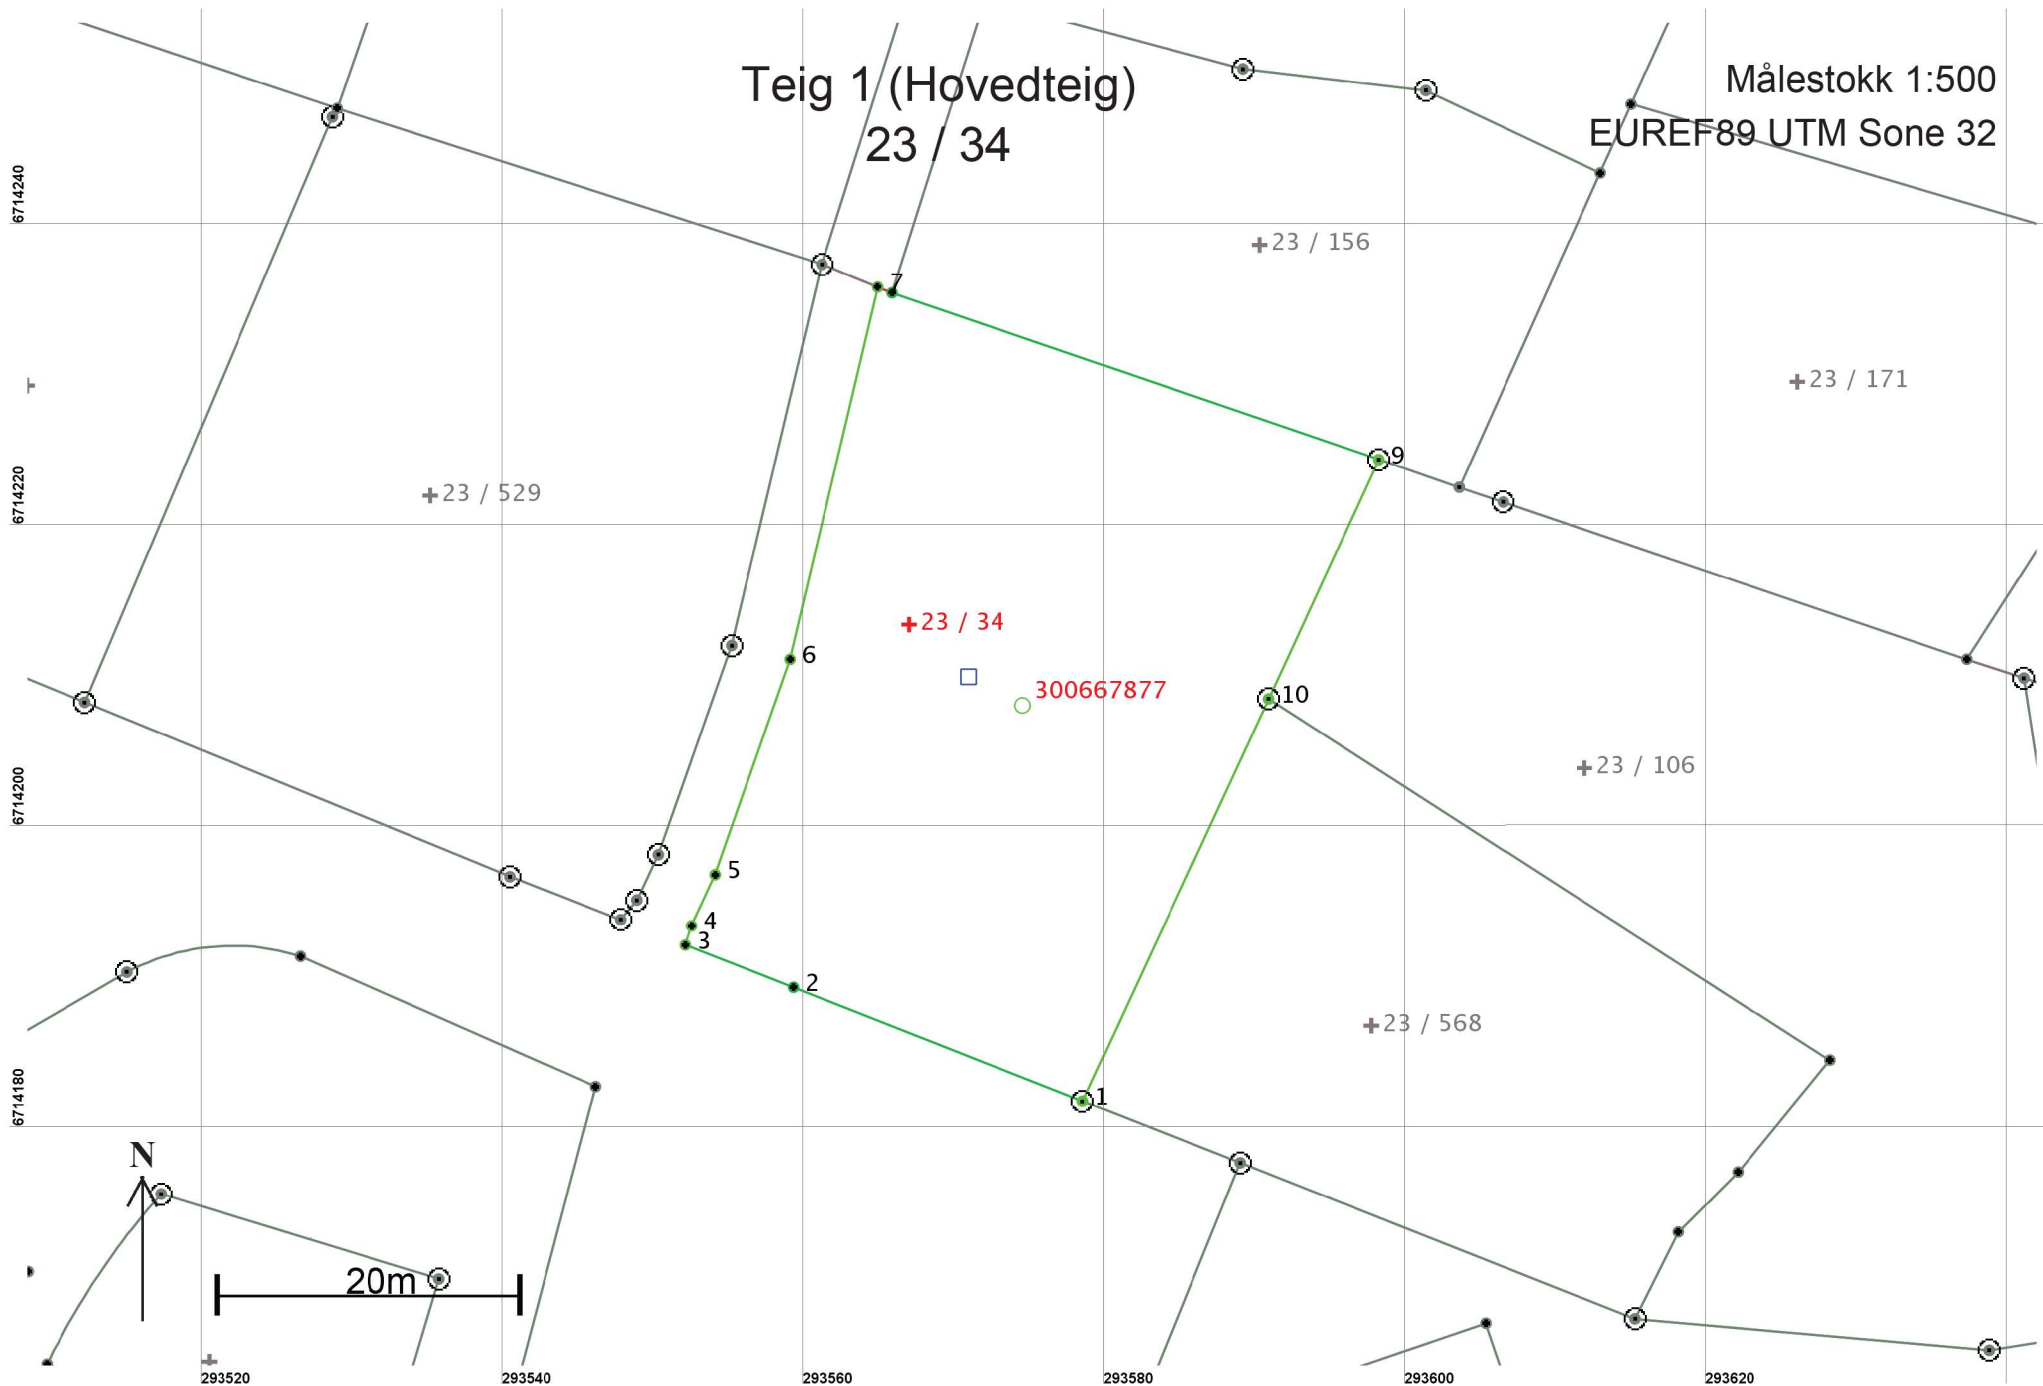 Teig 1 (Hovedteig)
23 / 34
Målestokk 1:500
EUREF89 UTM Sone 32
6714240
23 / 156
7
23 / 171
9
6714220
23 / 529
23 / 34
6
300667877
10
23 / 106
6714200
5
4
3
2
23 / 568
6714180
1
N
20m
293520
293540
293560
293580
293600
293620